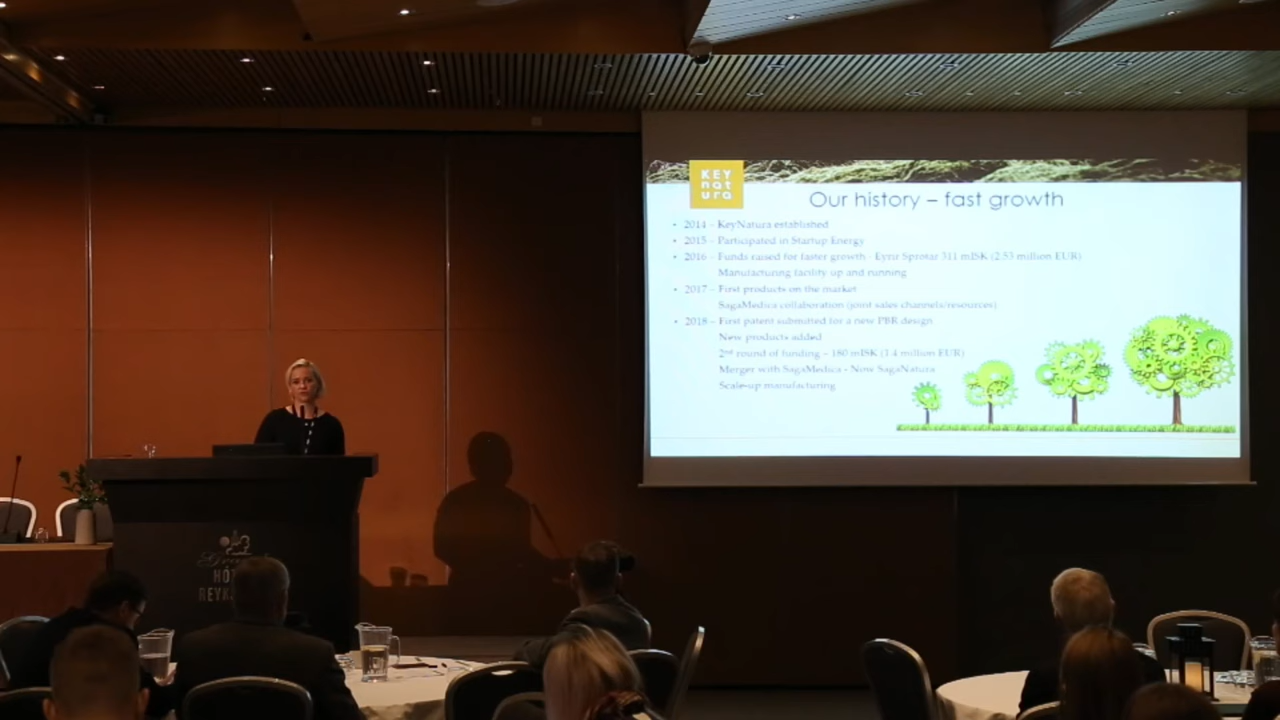 KEY
nat
ura
Our history – fast growth
• 2014 – KeyNatura established
• 2015 – Participated in Startup Energy
• 2016 – Funds raised for faster growth - Eyrir Sprotar 311 mISK (2.53 million EUR)
Manufacturing facility up and running
• 2017 – First products on the market
SagaMedica collaboration (joint sales channels/resources)
• 2018 – First patent submitted for a new PBR design
New products added
2nd round of funding – 180 mISK (1.4 million EUR)
Merger with SagaMedica - Now SagaNatura
Scale-up manufacturing